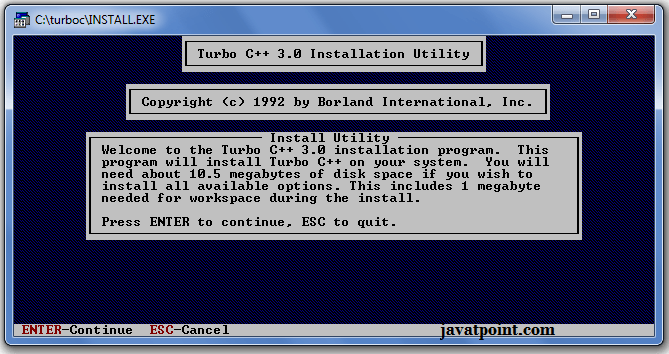 C:\turboc\INSTALL.EXE
Turbo C++ 3.0 Installation Utility
Copyright (c) 1992 by Borland International, Inc.
Install Utility
Welcome to the Turbo C++ 3.0 installation program. This
program will install Turbo C++ on your system. You will
need about 10.5 megabytes of disk space if you wish to
install all available options. This includes 1 megabyte
needed for workspace during the install.
Press ENTER to continue, ESC to quit.
ENTER-Continue ESC-Cancel
javatpoint.com